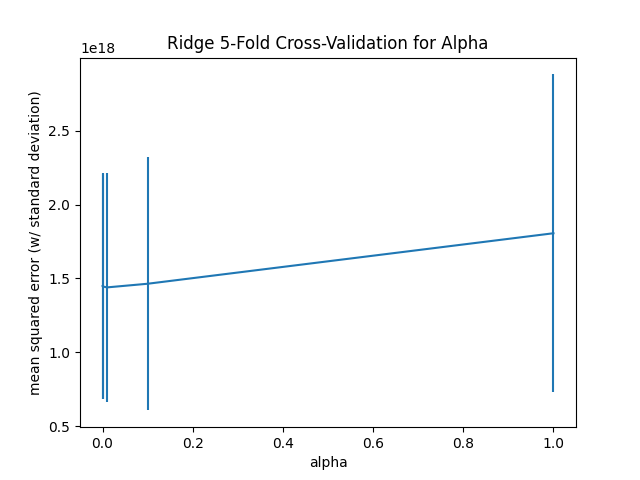 Ridge 5-Fold Cross-Validation for Alpha
1e18
mean squared error (w/ standard deviation)
2.5
2.0
1.5
1.0
0.5
0.0 0.2 0.4 0.6 0.8 1.0
alpha